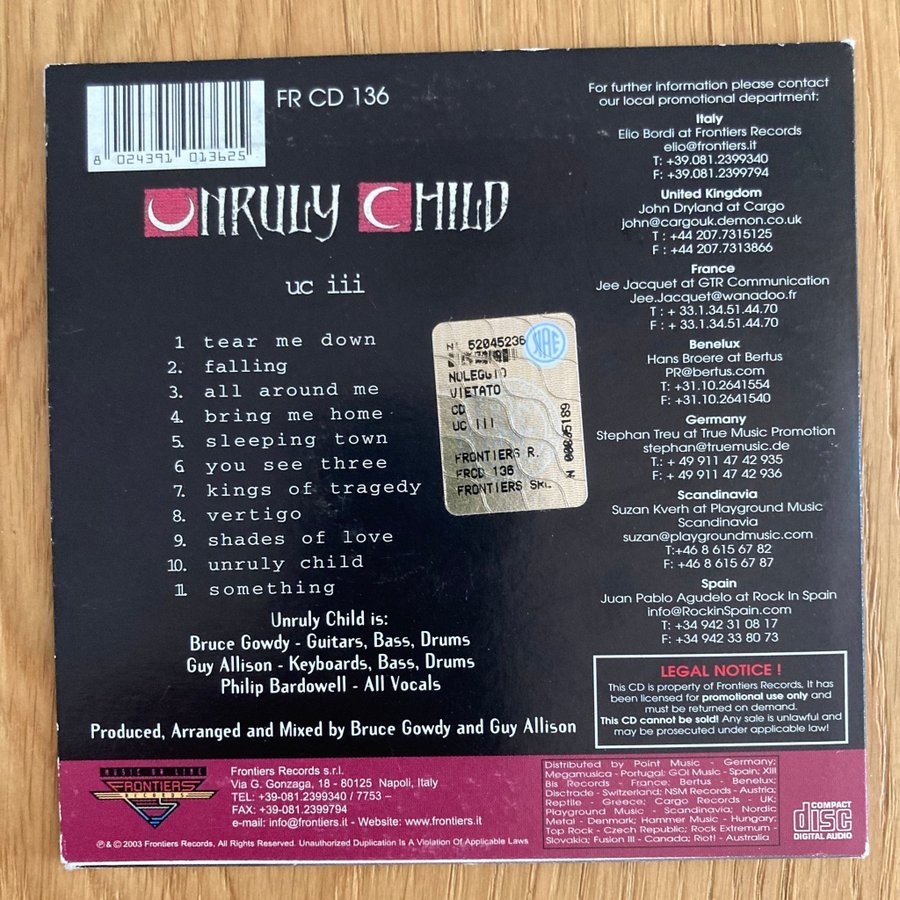 FR CD 136
8 024391 013625
UNRULY CHILD
uc iii
1 tear me down
2. falling
3. all around me
4. bring me home
5. sleeping town
6. you see three
7. kings of tragedy
8. vertigo
9. shades of love
10. unruly child
11. something
Unruly Child is:
Bruce Gowdy - Guitars, Bass, Drums
Guy Allison - Keyboards, Bass, Drums
Philip Bardowell - All Vocals
Produced, Arranged and Mixed by Bruce Gowdy and Guy Allison
N. 52045236
NOLEGGIO
VIETATO
CD
UC III
FRONTIERS R.
FRCD 136
FRONTIERS SRL
N 00005189
For further information please contact
our local promotional department:
Italy
Elio Bordi at Frontiers Records
elio@frontiers.it
T: +39.081.2399340
F: +39.081.2399794
United Kingdom
John Dryland at Cargo
john@cargouk.demon.co.uk
T : +44 207.7315125
F : +44 207.7313866
France
Jee Jacquet at GTR Communication
Jee.Jacquet@wanadoo.fr
T : + 33.1.34.51.44.70
F : + 33.1.34.51.44.70
Benelux
Hans Broere at Bertus
PR@bertus.com
T: +31.10.2641554
F: +31.10.2641540
Germany
Stephan Treu at True Music Promotion
stephan@truemusic.de
T.: + 49 911 47 42 935
F: + 49 911 47 42 936
Scandinavia
Suzan Kverh at Playground Music
Scandinavia
suzan@playgroundmusic.com
T:+46 8 615 67 82
F: +46 8 615 67 87
Spain
Juan Pablo Agudelo at Rock In Spain
info@RockinSpain.com
T: +34 942 31 08 17
F: +34 942 33 80 73
LEGAL NOTICE !
This CD is property of Frontiers Records. It has
been licensed for promotional use only and
must be returned on demand.
This CD cannot be sold! Any sale is unlawful and
may be prosecuted under applicable law!
MUSIC ON LINE
FRONTIERS
RECORDS
Frontiers Records s.r.l.
Via G. Gonzaga, 18 - 80125 Napoli, Italy
TEL: +39-081.2399340 / 7753 –
FAX: +39-081.2399794
e-mail: info@frontiers.it - Website: www.frontiers.it
℗ & © 2003 Frontiers Records, All Rights Reserved. Unauthorized Duplication Is A Violation Of Applicable Laws
Distributed by Point Music - Germany;
Megamusica - Portugal; GOI Music - Spain; XIII
Bis Records - France; Bertus - Benelux;
Disctrade - Switzerland; NSM Records - Austria;
Reptile - Greece; Cargo Records - UK;
Playground Music - Scandinavia; Nordic
Metal - Denmark; Hammer Music - Hungary;
Top Rock - Czech Republic; Rock Extremum -
Slovakia; Fusion III - Canada; Riot! - Australia
COMPACT
disc
DIGITAL AUDIO